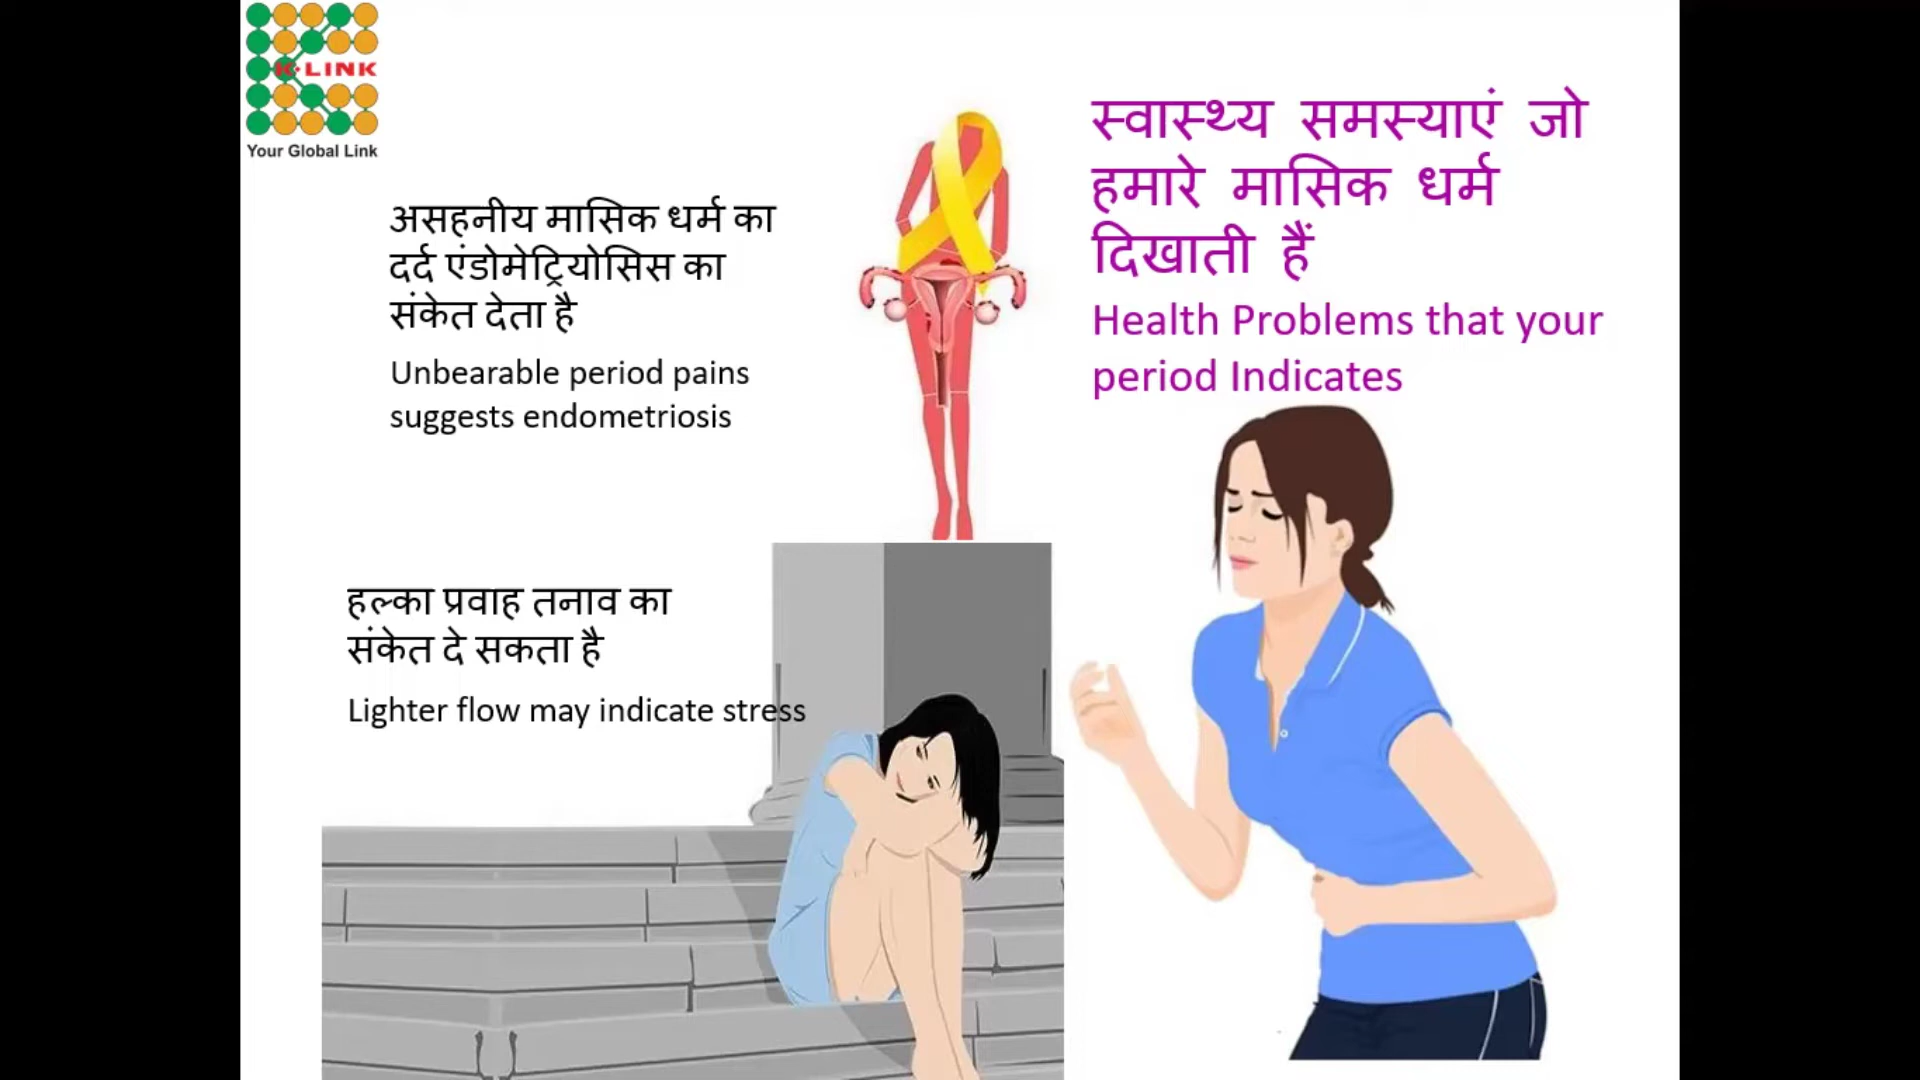 K-LINK
Your Global Link
स्वास्थ्य समस्याएं जो
हमारे मासिक धर्म
दिखाती हैं
Health Problems that your
period Indicates
असहनीय मासिक धर्म का
दर्द एंडोमेट्रियोसिस का
संकेत देता है
Unbearable period pains
suggests endometriosis
हल्का प्रवाह तनाव का
संकेत दे सकता है
Lighter flow may indicate stress